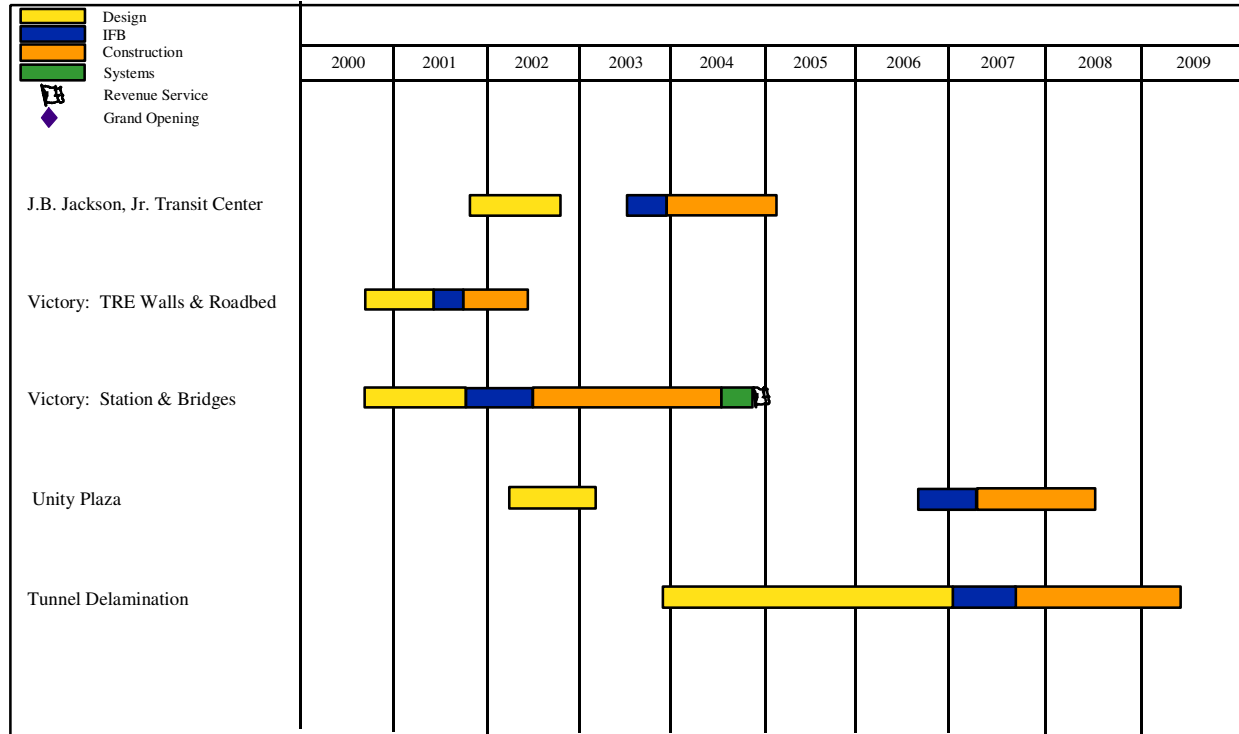 Design
IFB
Construction
Systems
Revenue Service
Grand Opening
2000 2001 2002 2003 2004 2005 2006 2007 2008 2009
J.B. Jackson, Jr. Transit Center
Victory: TRE Walls & Roadbed
Victory: Station & Bridges
Unity Plaza
Tunnel Delamination